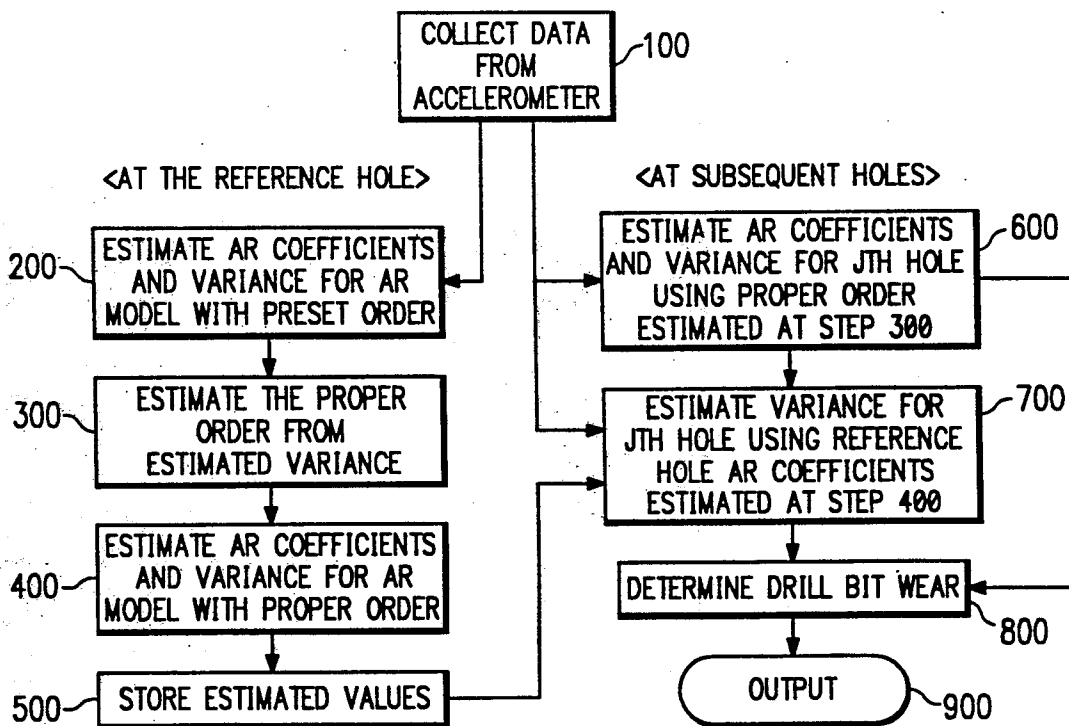 COLLECT DATA
FROM
ACCELEROMETER
100
<AT THE REFERENCE HOLE>
200
ESTIMATE AR COEFFICIENTS
AND VARIANCE FOR AR
MODEL WITH PRESET ORDER
300
ESTIMATE THE PROPER
ORDER FROM
ESTIMATED VARIANCE
400
ESTIMATE AR COEFFICIENTS
AND VARIANCE FOR AR
MODEL WITH PROPER ORDER
500
STORE ESTIMATED VALUES
<AT SUBSEQUENT HOLES>
600
ESTIMATE AR COEFFICIENTS
AND VARIANCE FOR JTH HOLE
USING PROPER ORDER
ESTIMATED AT STEP 300
700
ESTIMATE VARIANCE FOR
JTH HOLE USING REFERENCE
HOLE AR COEFFICIENTS
ESTIMATED AT STEP 400
DETERMINE DRILL BIT WEAR
800
OUTPUT
900